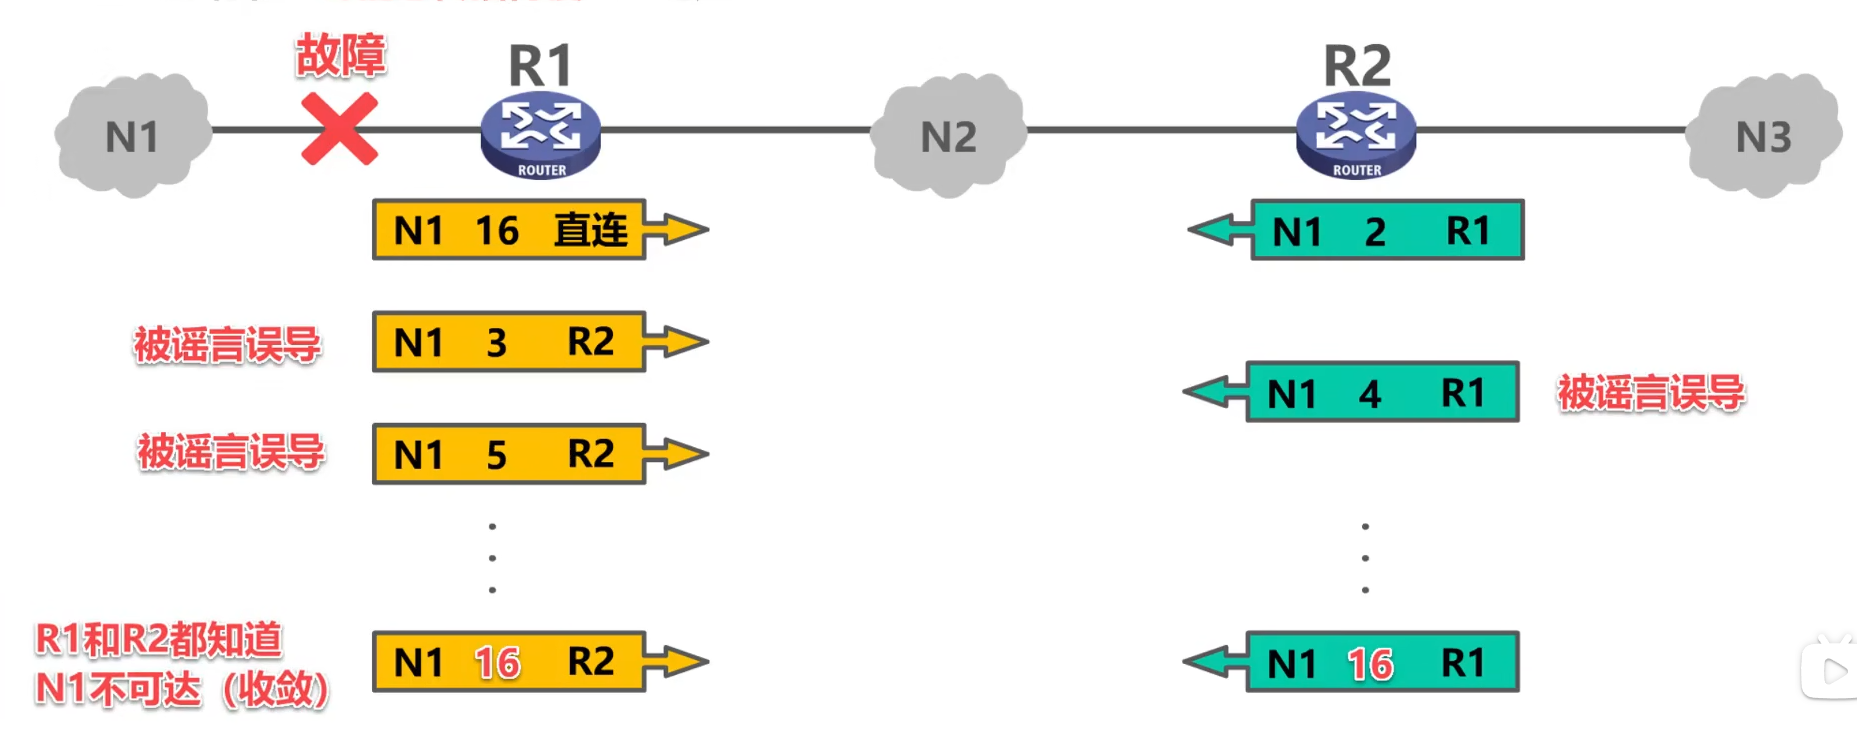 故障
R1
R2
N1
N2
N3
ROUTER
ROUTER
N1 16 直连
N1 2 R1
被谣言误导
N1 3 R2
N1 4 R1
被谣言误导
被谣言误导
N1 5 R2
R1和R2都知道
N1不可达（收敛）
N1 16 R2
N1 16 R1